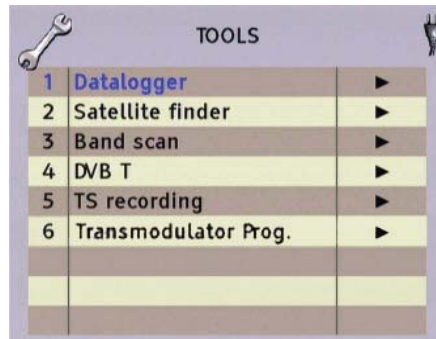 TOOLS
1 Datalogger ►
2 Satellite finder ►
3 Band scan ►
4 DVB T ►
5 TS recording ►
6 Transmodulator Prog. ►